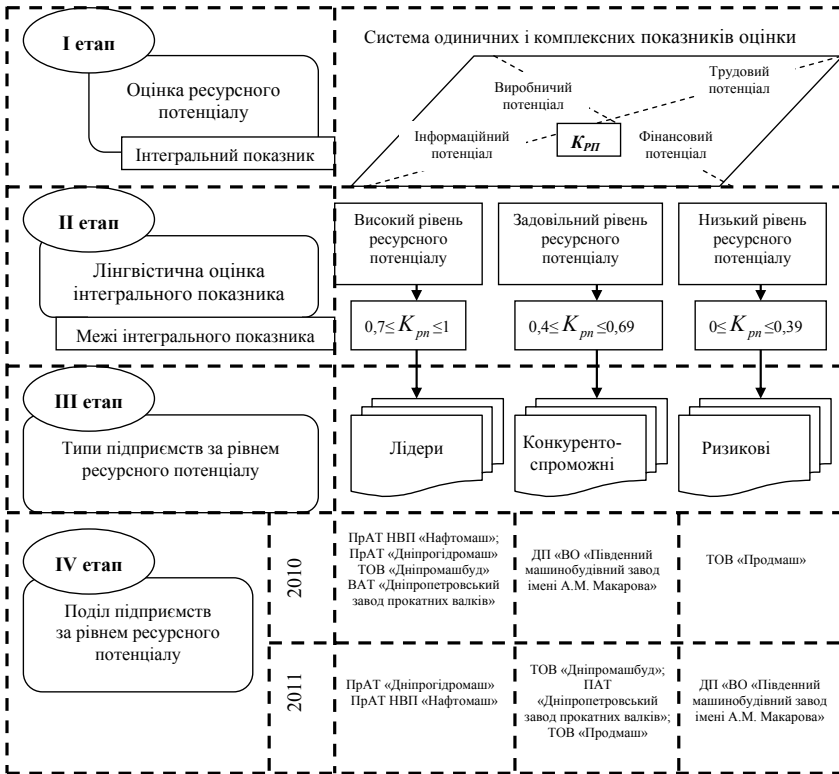 I етап
Оцінка ресурсного
потенціалу
Інтегральний показник
Система одиничних і комплексних показників оцінки
Виробничий
потенціал
Трудовий
потенціал
Інформаційний
потенціал
К_РП
Фінансовий
потенціал
II етап
Лінгвістична оцінка
інтегрального показника
Межі інтегрального показника
Високий рівень
ресурсного
потенціалу
Задовільний рівень
ресурсного
потенціалу
Низький рівень
ресурсного
потенціалу
0,7≤ K_рп ≤1
0,4≤ K_рп ≤0,69
0≤ K_рп ≤0,39
III етап
Типи підприємств за рівнем
ресурсного потенціалу
Лідери
Конкуренто-
спроможні
Ризикові
IV етап
Поділ підприємств
за рівнем ресурсного
потенціалу
2010
ПрАТ НВП «Нафтомаш»;
ПрАТ «Дніпрогідромаш»
ТОВ «Дніпромашбуд»
ВАТ «Дніпропетровський
завод прокатних валків»
ДП «ВО «Південний
машинобудівний завод
імені А.М. Макарова»
ТОВ «Продмаш»
2011
ПрАТ «Дніпрогідромаш»
ПрАТ НВП «Нафтомаш»
ТОВ «Дніпромашбуд»;
ПАТ
«Дніпропетровський
завод прокатних валків»;
ТОВ «Продмаш»
ДП «ВО «Південний
машинобудівний завод
імені А.М. Макарова»